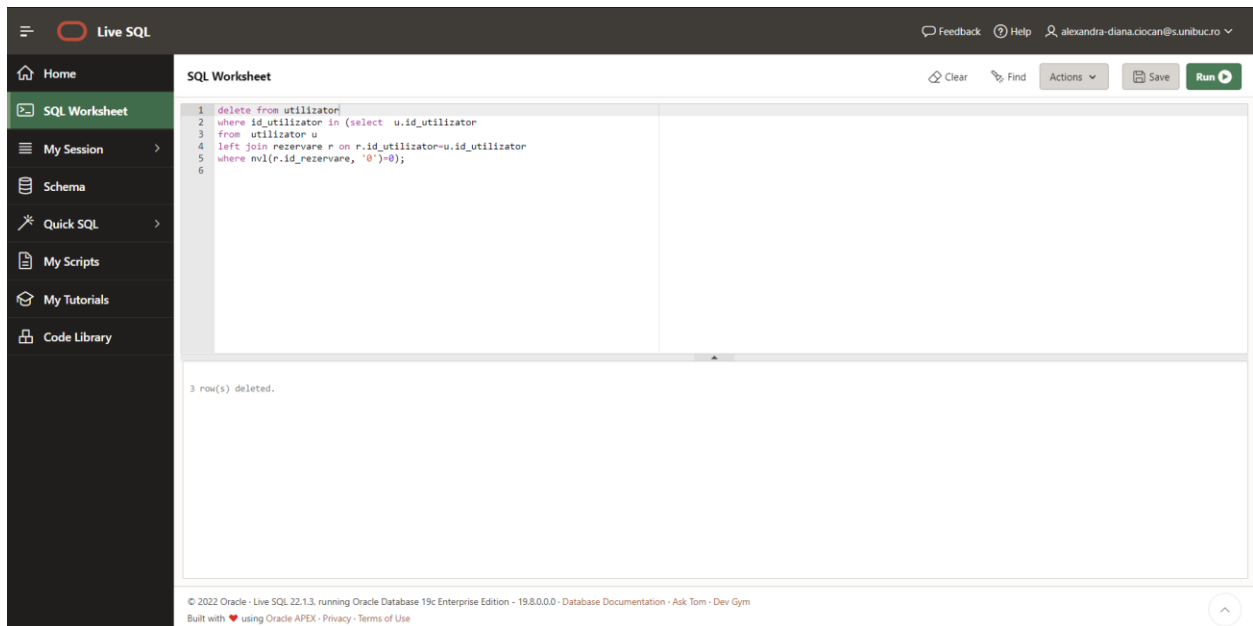 Live SQL
Feedback Help alexandra-diana.ciocan@s.unibuc.ro
Home
SQL Worksheet
My Session
Schema
Quick SQL
My Scripts
My Tutorials
Code Library
SQL Worksheet
Clear Find Actions Save Run
1 delete from utilizator
2 where id_utilizator in (select  u.id_utilizator
3 from  utilizator u
4 left join rezervare r on r.id_utilizator=u.id_utilizator
5 where nvl(r.id_rezervare, '0')=0);
6
3 row(s) deleted.
© 2022 Oracle · Live SQL 22.1.3, running Oracle Database 19c Enterprise Edition - 19.8.0.0.0 · Database Documentation · Ask Tom · Dev Gym
Built with ❤ using Oracle APEX · Privacy · Terms of Use